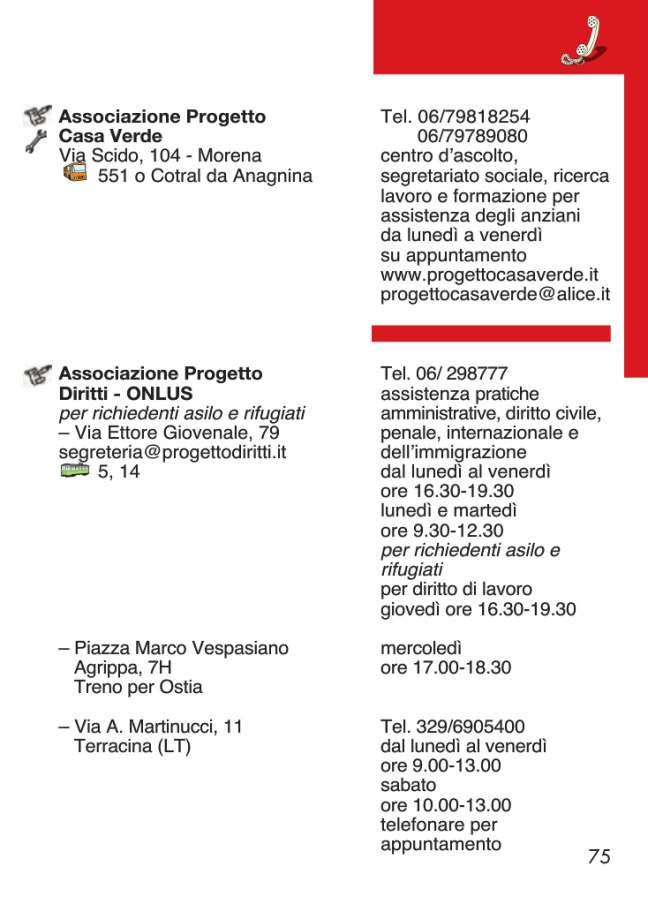 Associazione Progetto
Casa Verde
Via Scido, 104 - Morena
551 o Cotral da Anagnina
Tel. 06/79818254
06/79789080
centro d'ascolto,
segretariato sociale, ricerca
lavoro e formazione per
assistenza degli anziani
da lunedì a venerdì
su appuntamento
www.progettocasaverde.it
progettocasaverde@alice.it
Associazione Progetto
Diritti - ONLUS
per richiedenti asilo e rifugiati
– Via Ettore Giovenale, 79
segreteria@progettodiritti.it
5, 14
Tel. 06/ 298777
assistenza pratiche
amministrative, diritto civile,
penale, internazionale e
dell'immigrazione
dal lunedì al venerdì
ore 16.30-19.30
lunedì e martedì
ore 9.30-12.30
per richiedenti asilo e
rifugiati
per diritto di lavoro
giovedì ore 16.30-19.30
– Piazza Marco Vespasiano
Agrippa, 7H
Treno per Ostia
mercoledì
ore 17.00-18.30
– Via A. Martinucci, 11
Terracina (LT)
Tel. 329/6905400
dal lunedì al venerdì
ore 9.00-13.00
sabato
ore 10.00-13.00
telefonare per
appuntamento
75